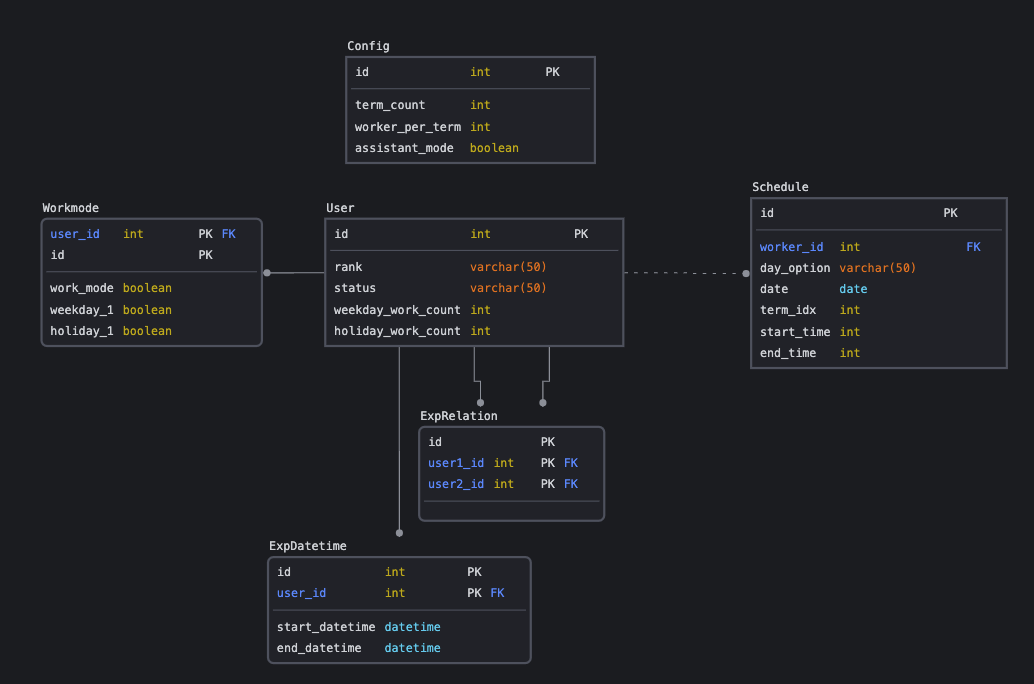 Config
id int PK
term_count int
worker_per_term int
assistant_mode boolean
Workmode
user_id int PK FK
id PK
work_mode boolean
weekday_1 boolean
holiday_1 boolean
User
id int PK
rank varchar(50)
status varchar(50)
weekday_work_count int
holiday_work_count int
Schedule
id PK
worker_id int FK
day_option varchar(50)
date date
term_idx int
start_time int
end_time int
ExpRelation
id PK
user1_id int PK FK
user2_id int PK FK
ExpDatetime
id int PK
user_id int PK FK
start_datetime datetime
end_datetime datetime